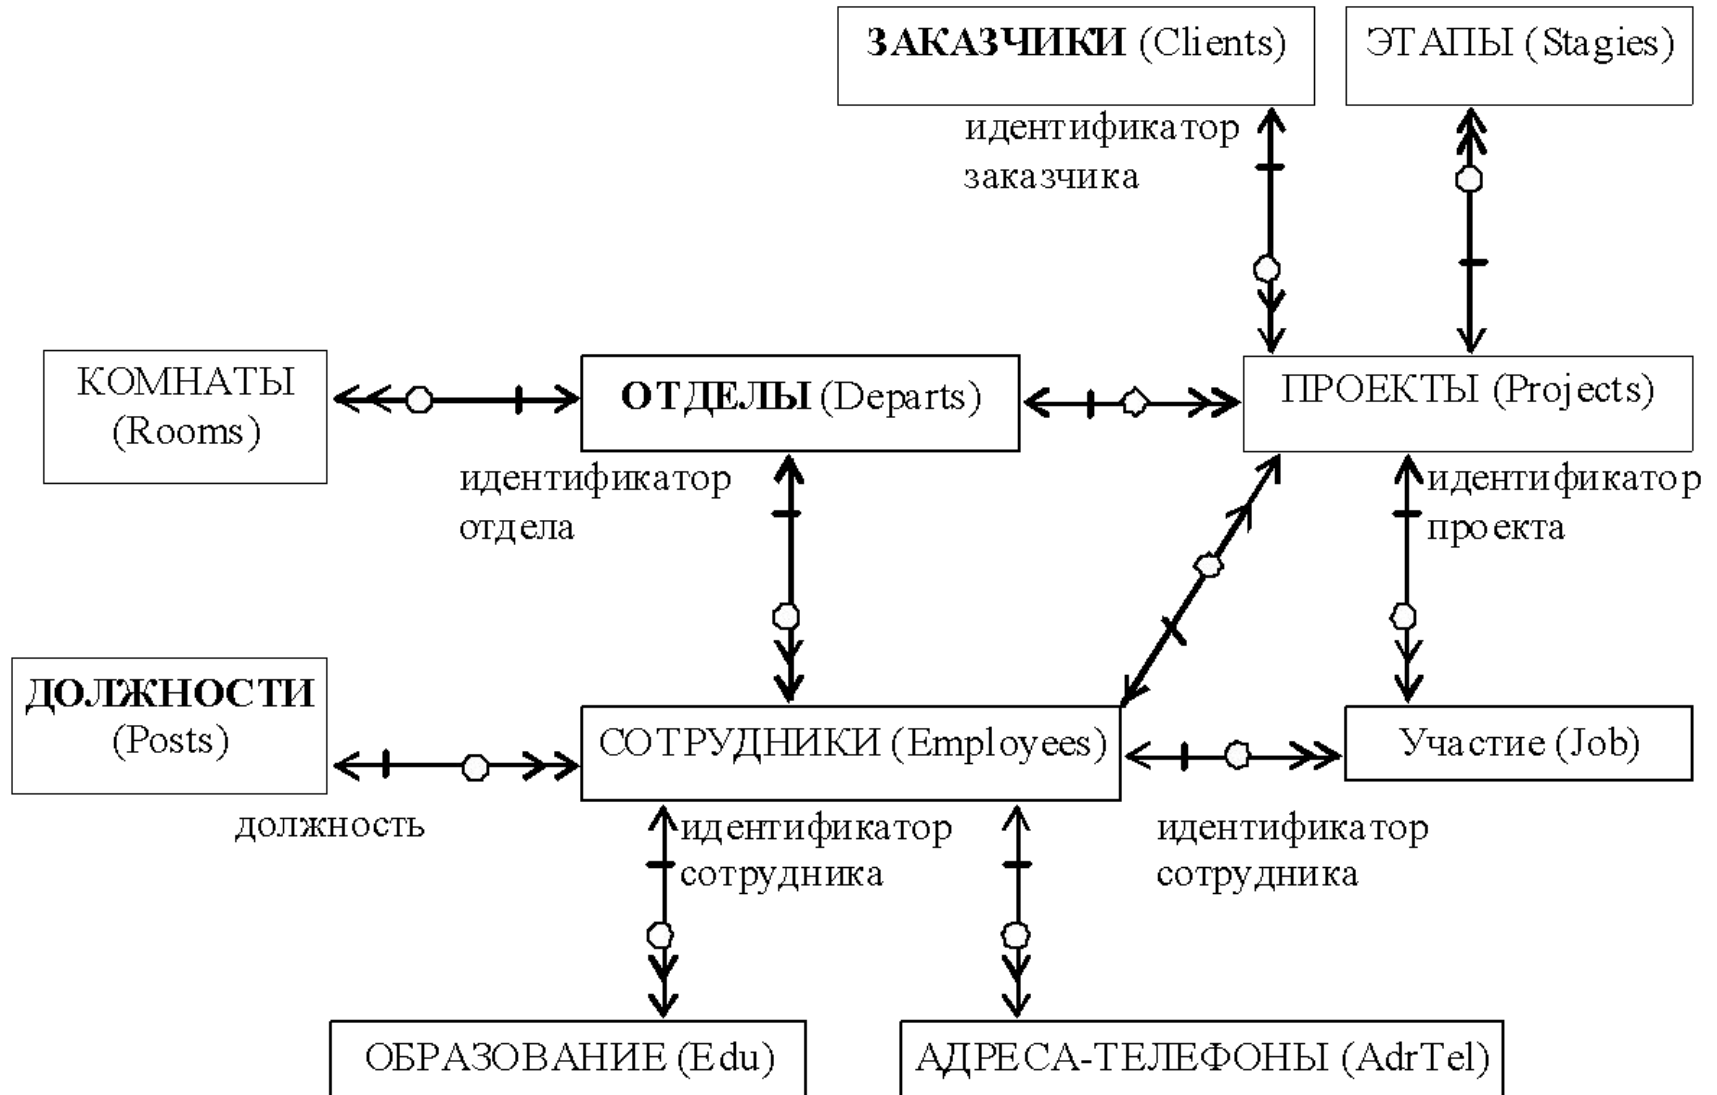 ЗАКАЗЧИКИ (Clients)
ЭТАПЫ (Stagies)
идентификатор
заказчика
КОМНАТЫ
(Rooms)
ОТДЕЛЫ (Departs)
ПРОЕКТЫ (Projects)
идентификатор
отдела
идентификатор
проекта
ДОЛЖНОСТИ
(Posts)
СОТРУДНИКИ (Employees)
Участие (Job)
должность
идентификатор
сотрудника
идентификатор
сотрудника
ОБРАЗОВАНИЕ (Edu)
АДРЕСА-ТЕЛЕФОНЫ (AdrTel)